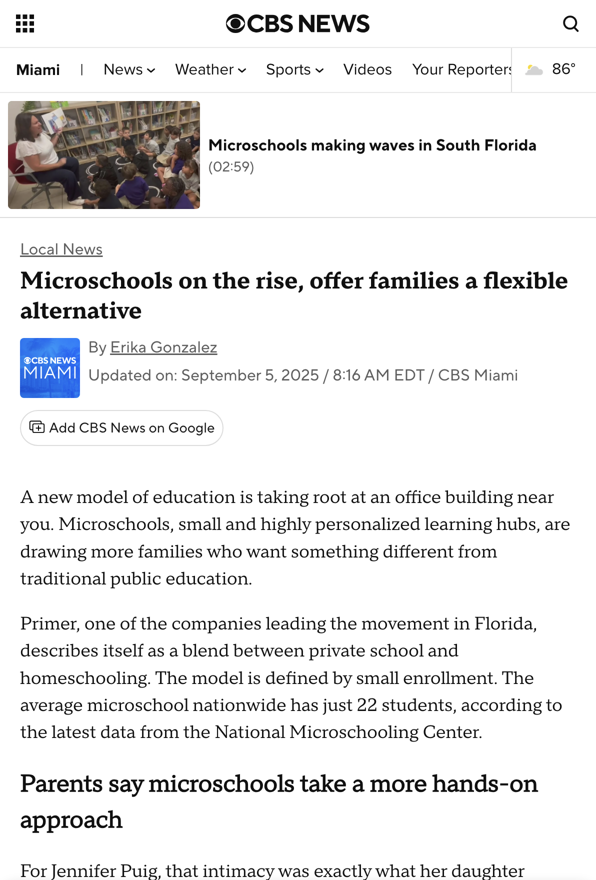 CBS NEWS
Miami | News Weather Sports Videos Your Reporters 86°
Microschools making waves in South Florida
(02:59)
Local News
Microschools on the rise, offer families a flexible
alternative
CBS NEWS
MIAMI
By Erika Gonzalez
Updated on: September 5, 2025 / 8:16 AM EDT / CBS Miami
Add CBS News on Google
A new model of education is taking root at an office building near
you. Microschools, small and highly personalized learning hubs, are
drawing more families who want something different from
traditional public education.
Primer, one of the companies leading the movement in Florida,
describes itself as a blend between private school and
homeschooling. The model is defined by small enrollment. The
average microschool nationwide has just 22 students, according to
the latest data from the National Microschooling Center.
Parents say microschools take a more hands-on
approach
For Jennifer Puig, that intimacy was exactly what her daughter